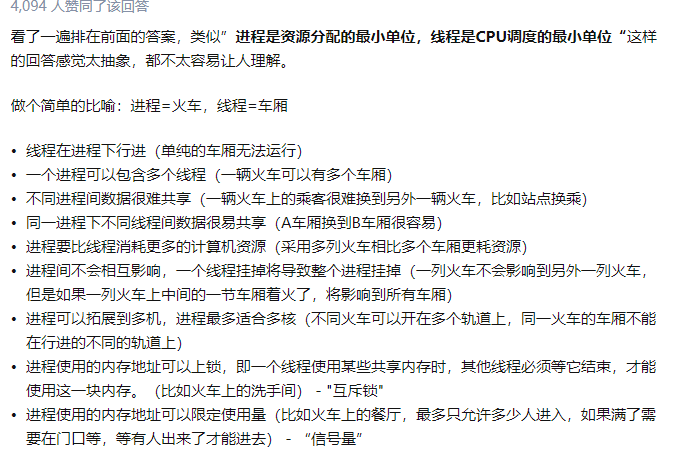 4,094 人赞同了该回答
看了一遍排在前面的答案，类似”进程是资源分配的最小单位，线程是CPU调度的最小单位“这样
的回答感觉太抽象，都不太容易让人理解。
做个简单的比喻：进程=火车，线程=车厢
• 线程在进程下行进（单纯的车厢无法运行）
• 一个进程可以包含多个线程（一辆火车可以有多个车厢）
• 不同进程间数据很难共享（一辆火车上的乘客很难换到另外一辆火车，比如站点换乘）
• 同一进程下不同线程间数据很易共享（A车厢换到B车厢很容易）
• 进程要比线程消耗更多的计算机资源（采用多列火车相比多个车厢更耗资源）
• 进程间不会相互影响，一个线程挂掉将导致整个进程挂掉（一列火车不会影响到另外一列火车，
但是如果一列火车上中间的一节车厢着火了，将影响到所有车厢）
• 进程可以拓展到多机，进程最多适合多核（不同火车可以开在多个轨道上，同一火车的车厢不能
在行进的不同的轨道上）
• 进程使用的内存地址可以上锁，即一个线程使用某些共享内存时，其他线程必须等它结束，才能
使用这一块内存。（比如火车上的洗手间）－"互斥锁"
• 进程使用的内存地址可以限定使用量（比如火车上的餐厅，最多只允许多少人进入，如果满了需
要在门口等，等有人出来了才能进去）－ “信号量”